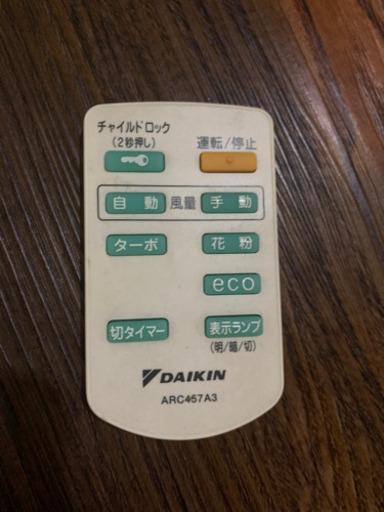 チャイルドロック
(2秒押し)
運転/停止
自動 風量 手動
ターボ 花粉
eco
切タイマー 表示ランプ
(明/暗/切)
DAIKIN
ARC457A3